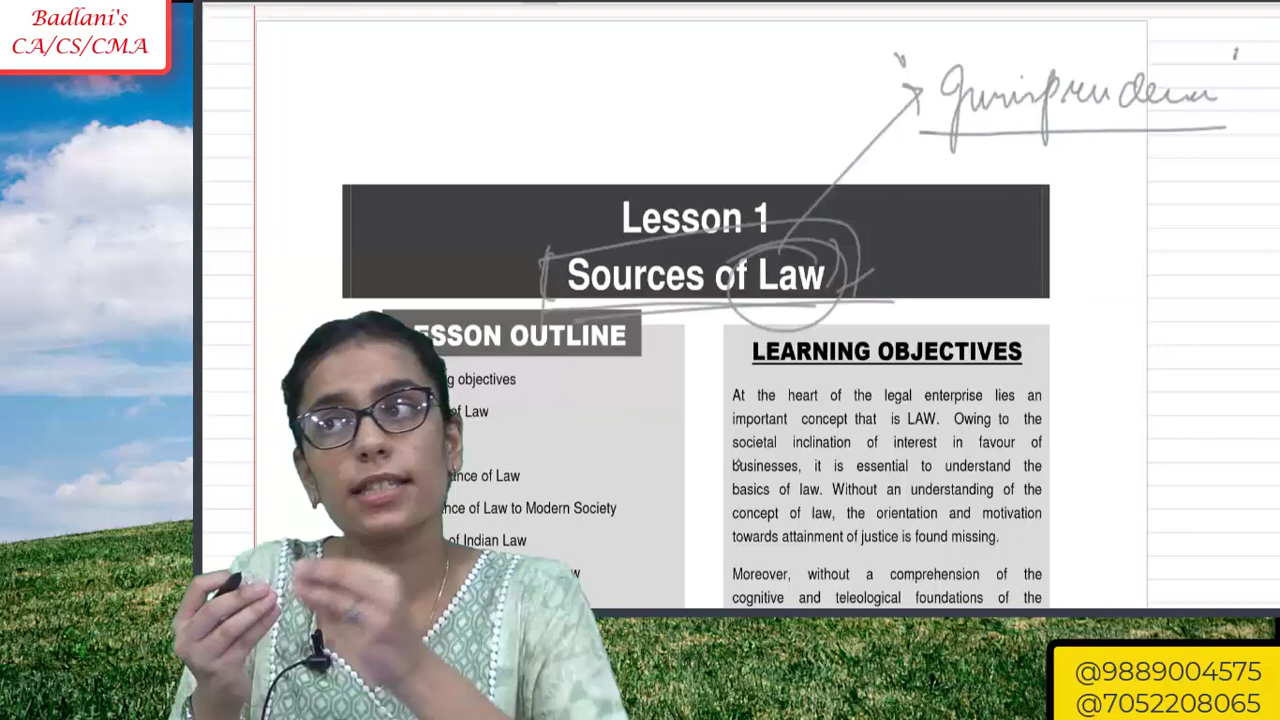 Badlani's
CA/CS/CMA
Lesson 1
Sources of Law
ESSON OUTLINE
g objectives
of Law
ance of Law
nce of Law to Modern Society
of Indian Law
w
LEARNING OBJECTIVES
At the heart of the legal enterprise lies an
important concept that is LAW. Owing to the
societal inclination of interest in favour of
businesses, it is essential to understand the
basics of law. Without an understanding of the
concept of law, the orientation and motivation
towards attainment of justice is found missing.
Moreover, without a comprehension of the
cognitive and teleological foundations of the
@9889004575
@7052208065